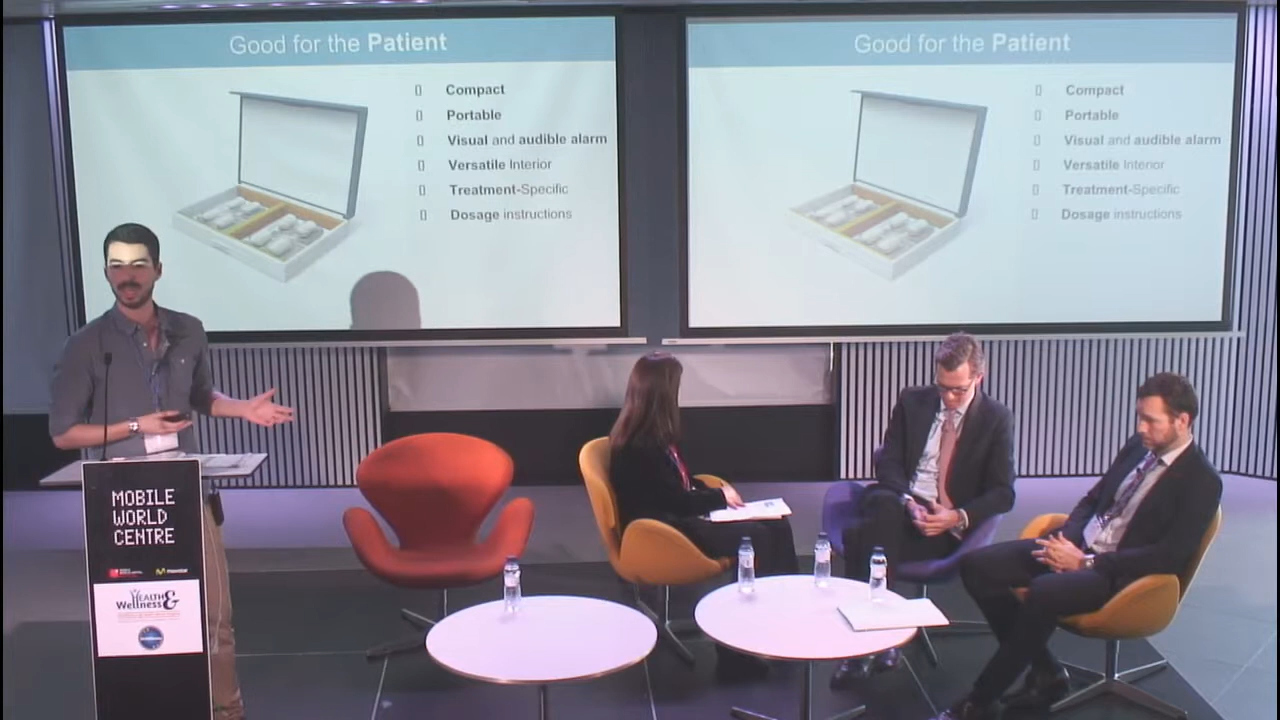 Good for the Patient
Compact
Portable
Visual and audible alarm
Versatile Interior
Treatment-Specific
Dosage instructions
Good for the Patient
Compact
Portable
Visual and audible alarm
Versatile Interior
Treatment-Specific
Dosage instructions
MOBILE
WORLD
CENTRE
movistar
HEALTH
Wellness&